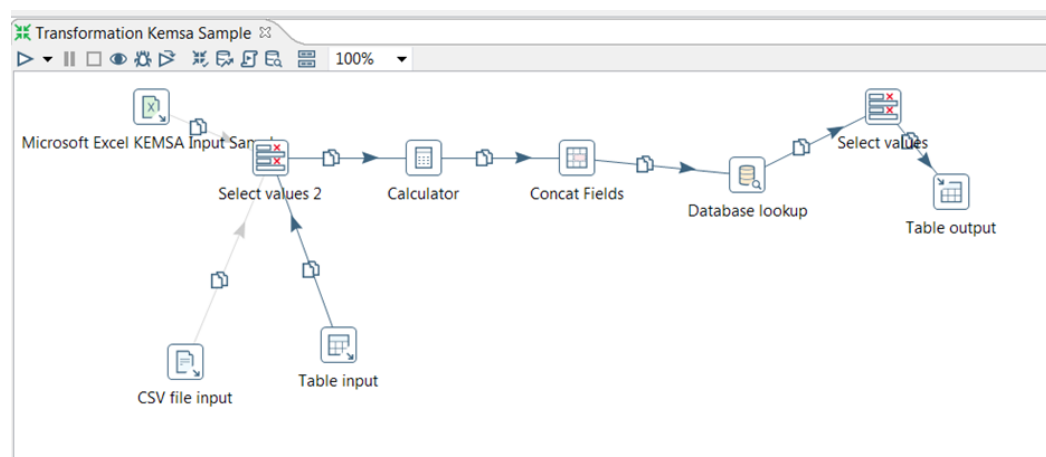 Transformation Kemsa Sample
100%
Microsoft Excel KEMSA Input Sam
Select values
Select values 2
Calculator
Concat Fields
Database lookup
Table output
Table input
CSV file input